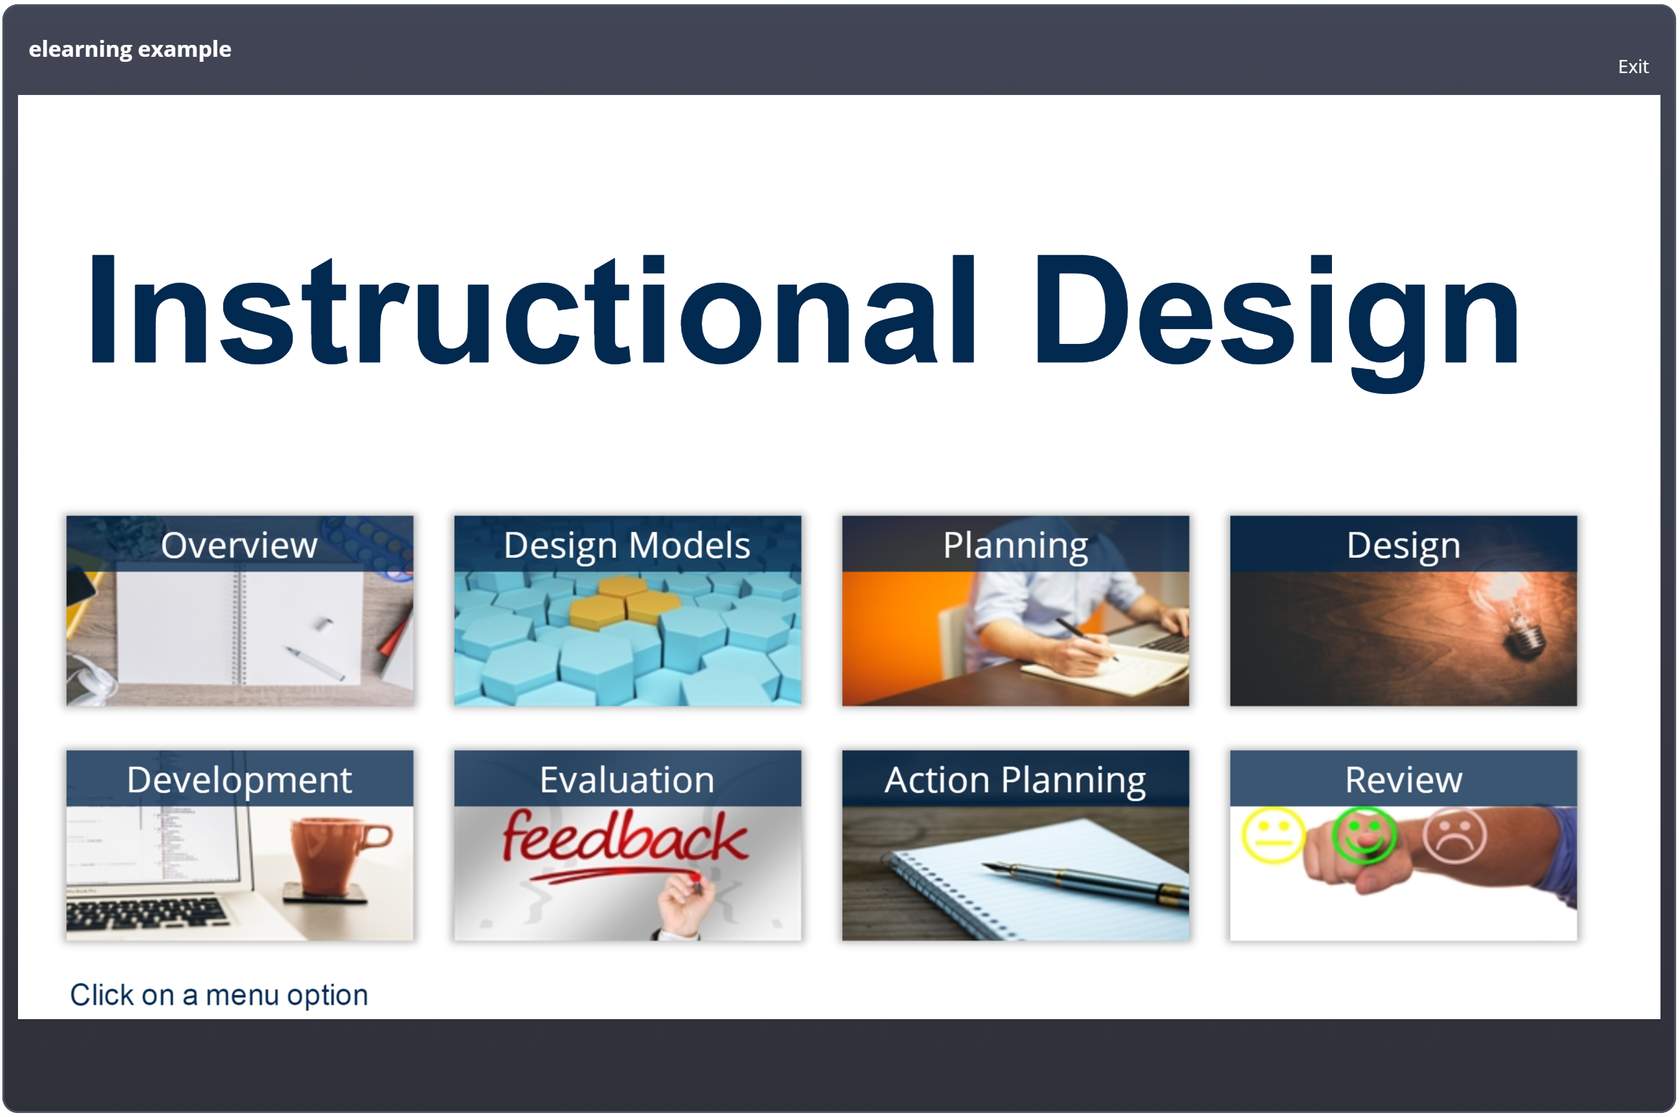 elearning example
Exit
Instructional Design
Overview
Design Models
Planning
Design
Development
Evaluation
feedback
Action Planning
Review
Click on a menu option